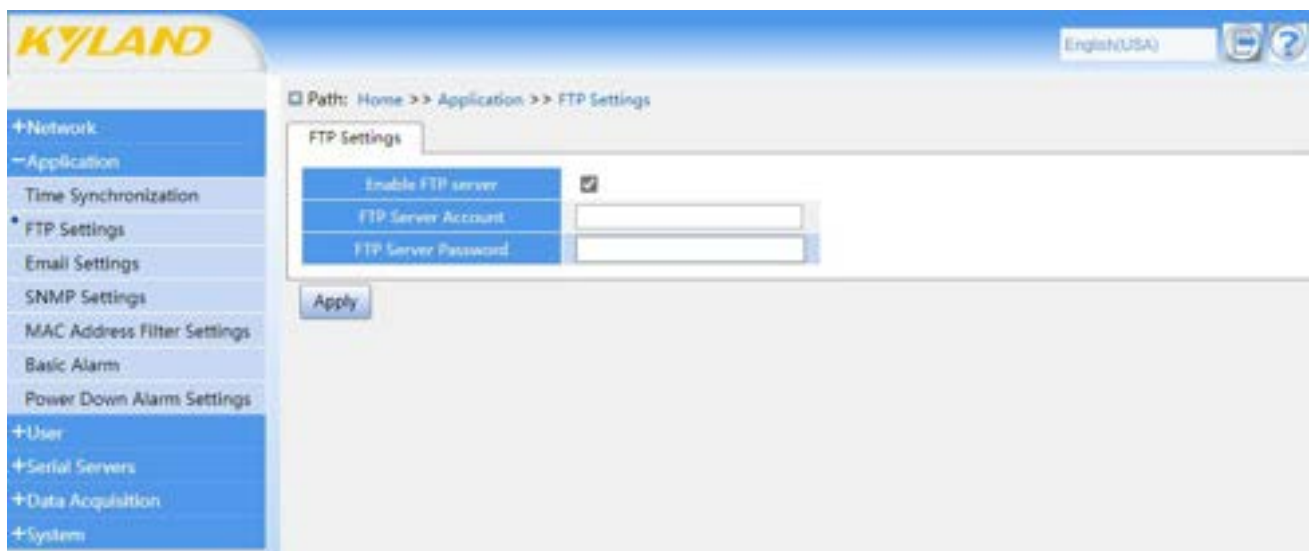 KYLAND
English(USA)
Path: Home >> Application >> FTP Settings
+Network
−Application
Time Synchronization
FTP Settings
Email Settings
SNMP Settings
MAC Address Filter Settings
Basic Alarm
Power Down Alarm Settings
+User
+Serial Servers
+Data Acquisition
+System
FTP Settings
Enable FTP server
FTP Server Account
FTP Server Password
Apply